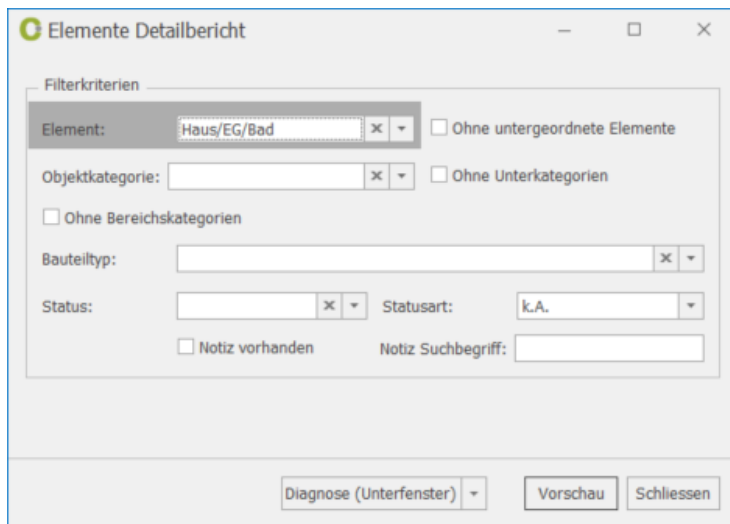 Elemente Detailbericht
Filterkriterien
Element: Haus/EG/Bad Ohne untergeordnete Elemente
Objektkategorie: Ohne Unterkategorien
Ohne Bereichskategorien
Bauteiltyp:
Status: Statusart: k.A.
Notiz vorhanden Notiz Suchbegriff:
Diagnose (Unterfenster) Vorschau Schliessen